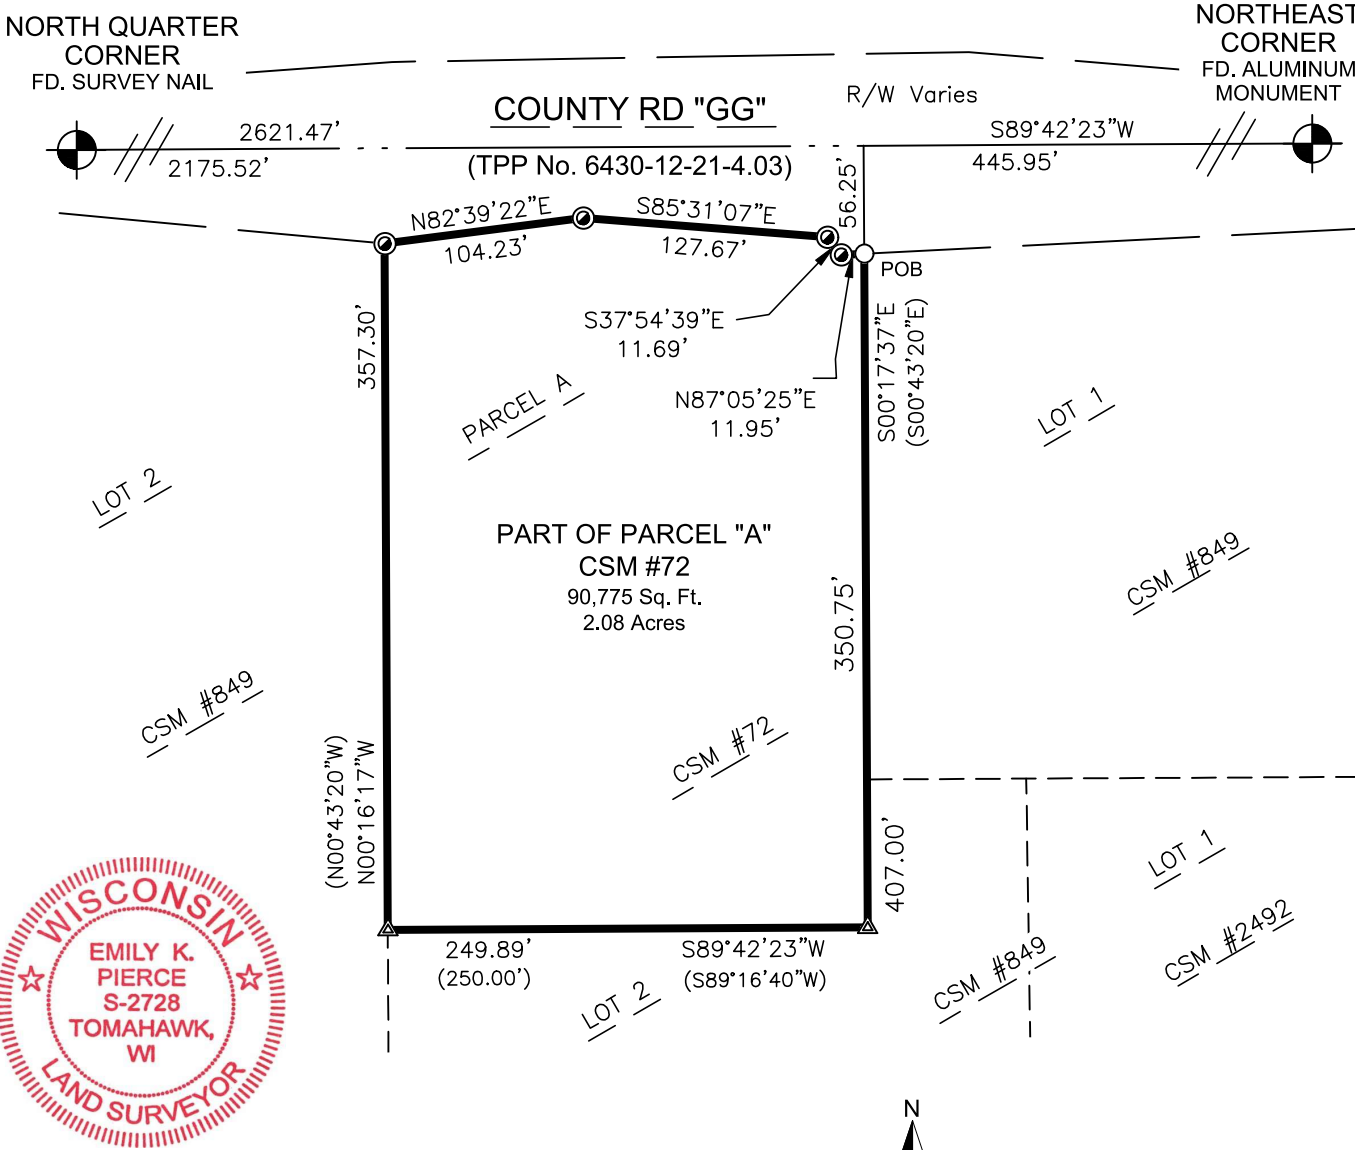 NORTH QUARTER
CORNER
FD. SURVEY NAIL
NORTHEAST
CORNER
FD. ALUMINUM
MONUMENT
COUNTY RD "GG"
R/W Varies
2621.47'
2175.52'
(TPP No. 6430-12-21-4.03)
S89°42'23"W
445.95'
56.25'
N82°39'22"E
104.23'
S85°31'07"E
127.67'
POB
S37°54'39"E
11.69'
N87°05'25"E
11.95'
357.30'
S00°17'37"E
(S00°43'20"E)
PARCEL A
LOT 1
LOT 2
PART OF PARCEL "A"
CSM #72
90,775 Sq. Ft.
2.08 Acres
CSM #849
350.75'
CSM #849
CSM #72
(N00°43'20"W)
N00°16'17"W
407.00'
LOT 1
CSM #2492
CSM #849
249.89'
(250.00')
S89°42'23"W
(S89°16'40"W)
LOT 2
WISCONSIN
EMILY K.
PIERCE
S-2728
TOMAHAWK,
WI
LAND SURVEYOR
N